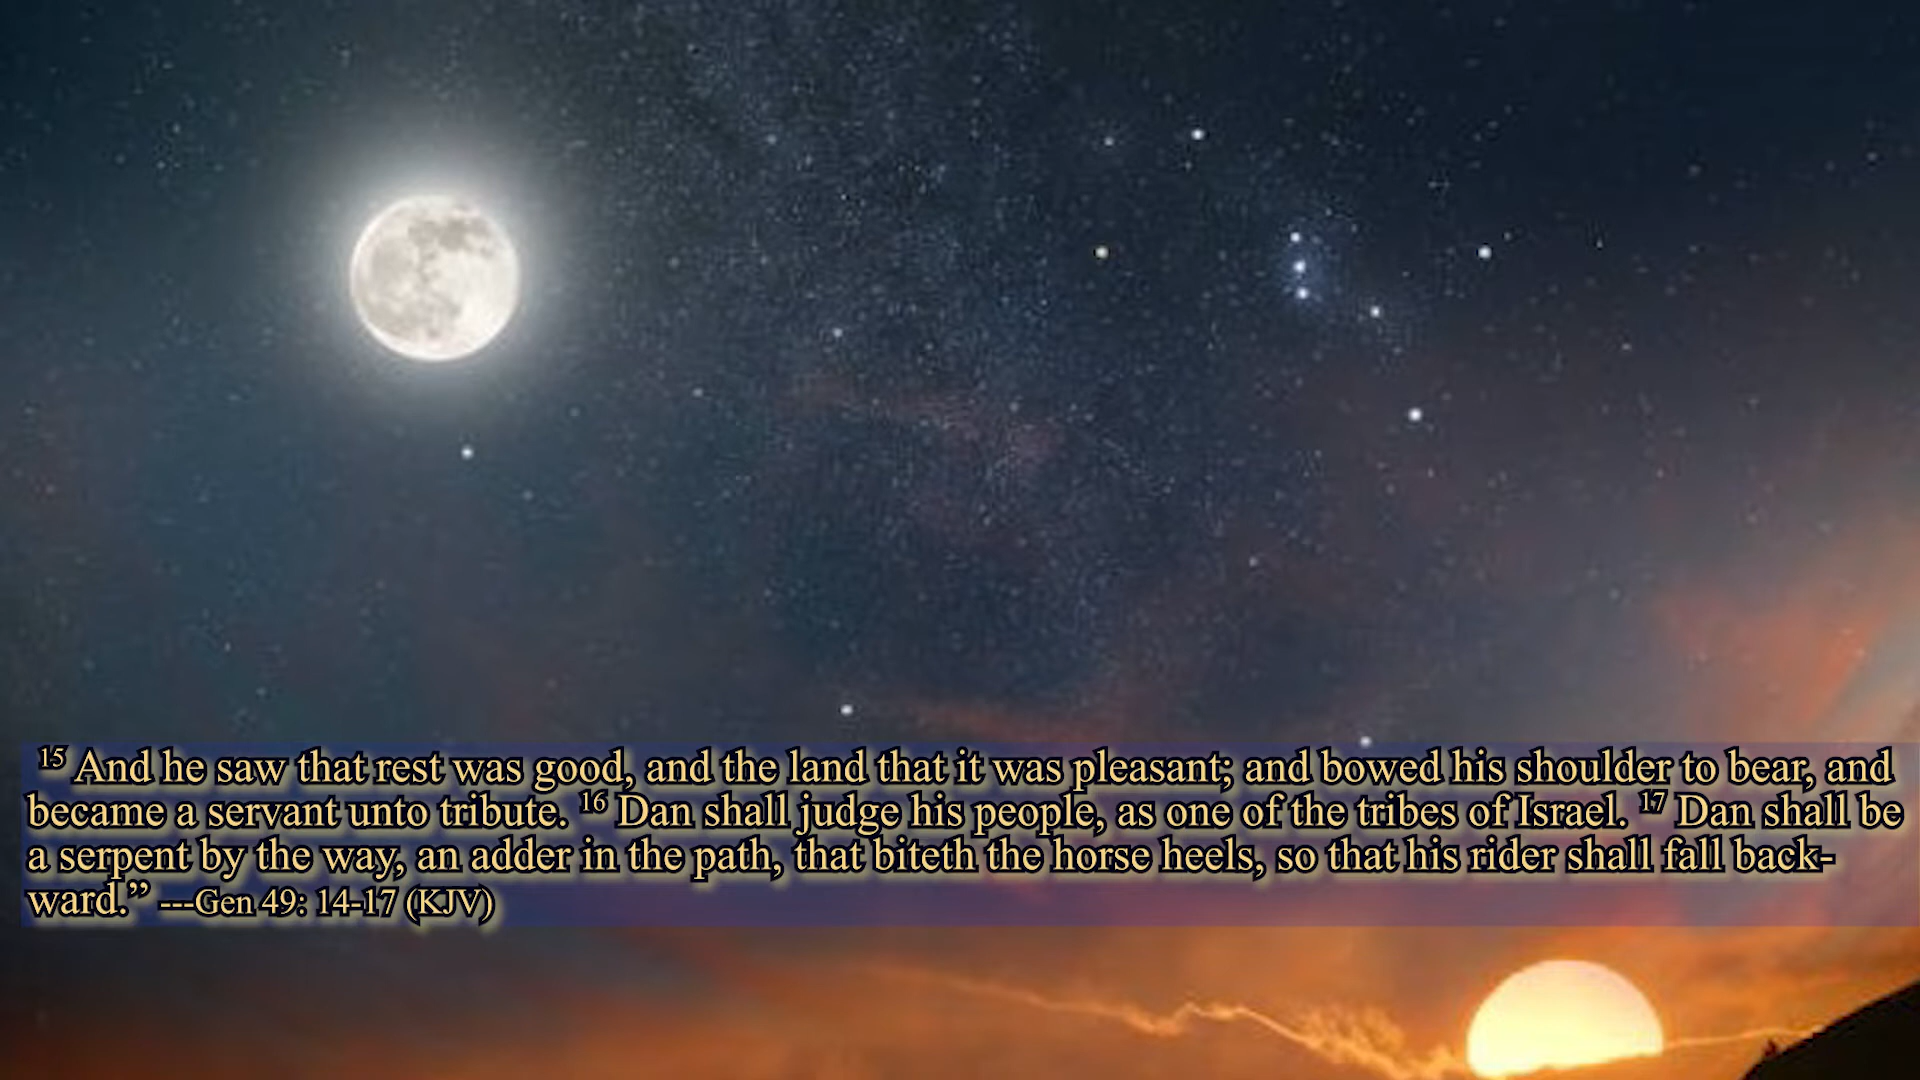 15 And he saw that rest was good, and the land that it was pleasant; and bowed his shoulder to bear, and
became a servant unto tribute. 16 Dan shall judge his people, as one of the tribes of Israel. 17 Dan shall be
a serpent by the way, an adder in the path, that biteth the horse heels, so that his rider shall fall back-
ward.” ---Gen 49: 14-17 (KJV)